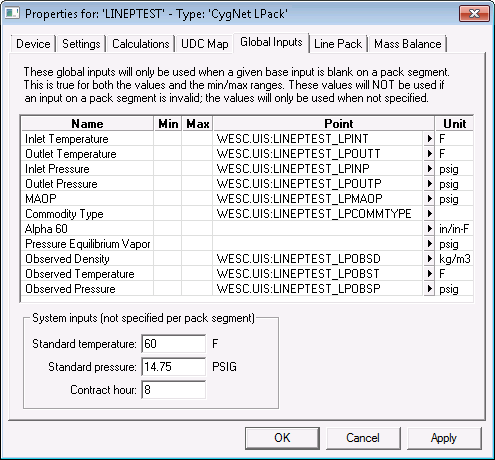 Properties for: 'LINEPTEST' - Type: 'CygNet LPack'
Device Settings Calculations UDC Map Global Inputs Line Pack Mass Balance
These global inputs will only be used when a given base input is blank on a pack segment.
This is true for both the values and the min/max ranges. These values will NOT be used if
an input on a pack segment is invalid; the values will only be used when not specified.
Name Min Max Point Unit
Inlet Temperature WESC.UIS:LINEPTEST_LPINT F
Outlet Temperature WESC.UIS:LINEPTEST_LPOUTT F
Inlet Pressure WESC.UIS:LINEPTEST_LPINP psig
Outlet Pressure WESC.UIS:LINEPTEST_LPOUTP psig
MAOP WESC.UIS:LINEPTEST_LPMAOP psig
Commodity Type WESC.UIS:LINEPTEST_LPCOMMTYPE
Alpha 60 in/in-F
Pressure Equilibrium Vapor psig
Observed Density WESC.UIS:LINEPTEST_LPOBSD kg/m3
Observed Temperature WESC.UIS:LINEPTEST_LPOBST F
Observed Pressure WESC.UIS:LINEPTEST_LPOBSP psig
System inputs (not specified per pack segment)
Standard temperature: 60 F
Standard pressure: 14.75 PSIG
Contract hour: 8
OK Cancel Apply